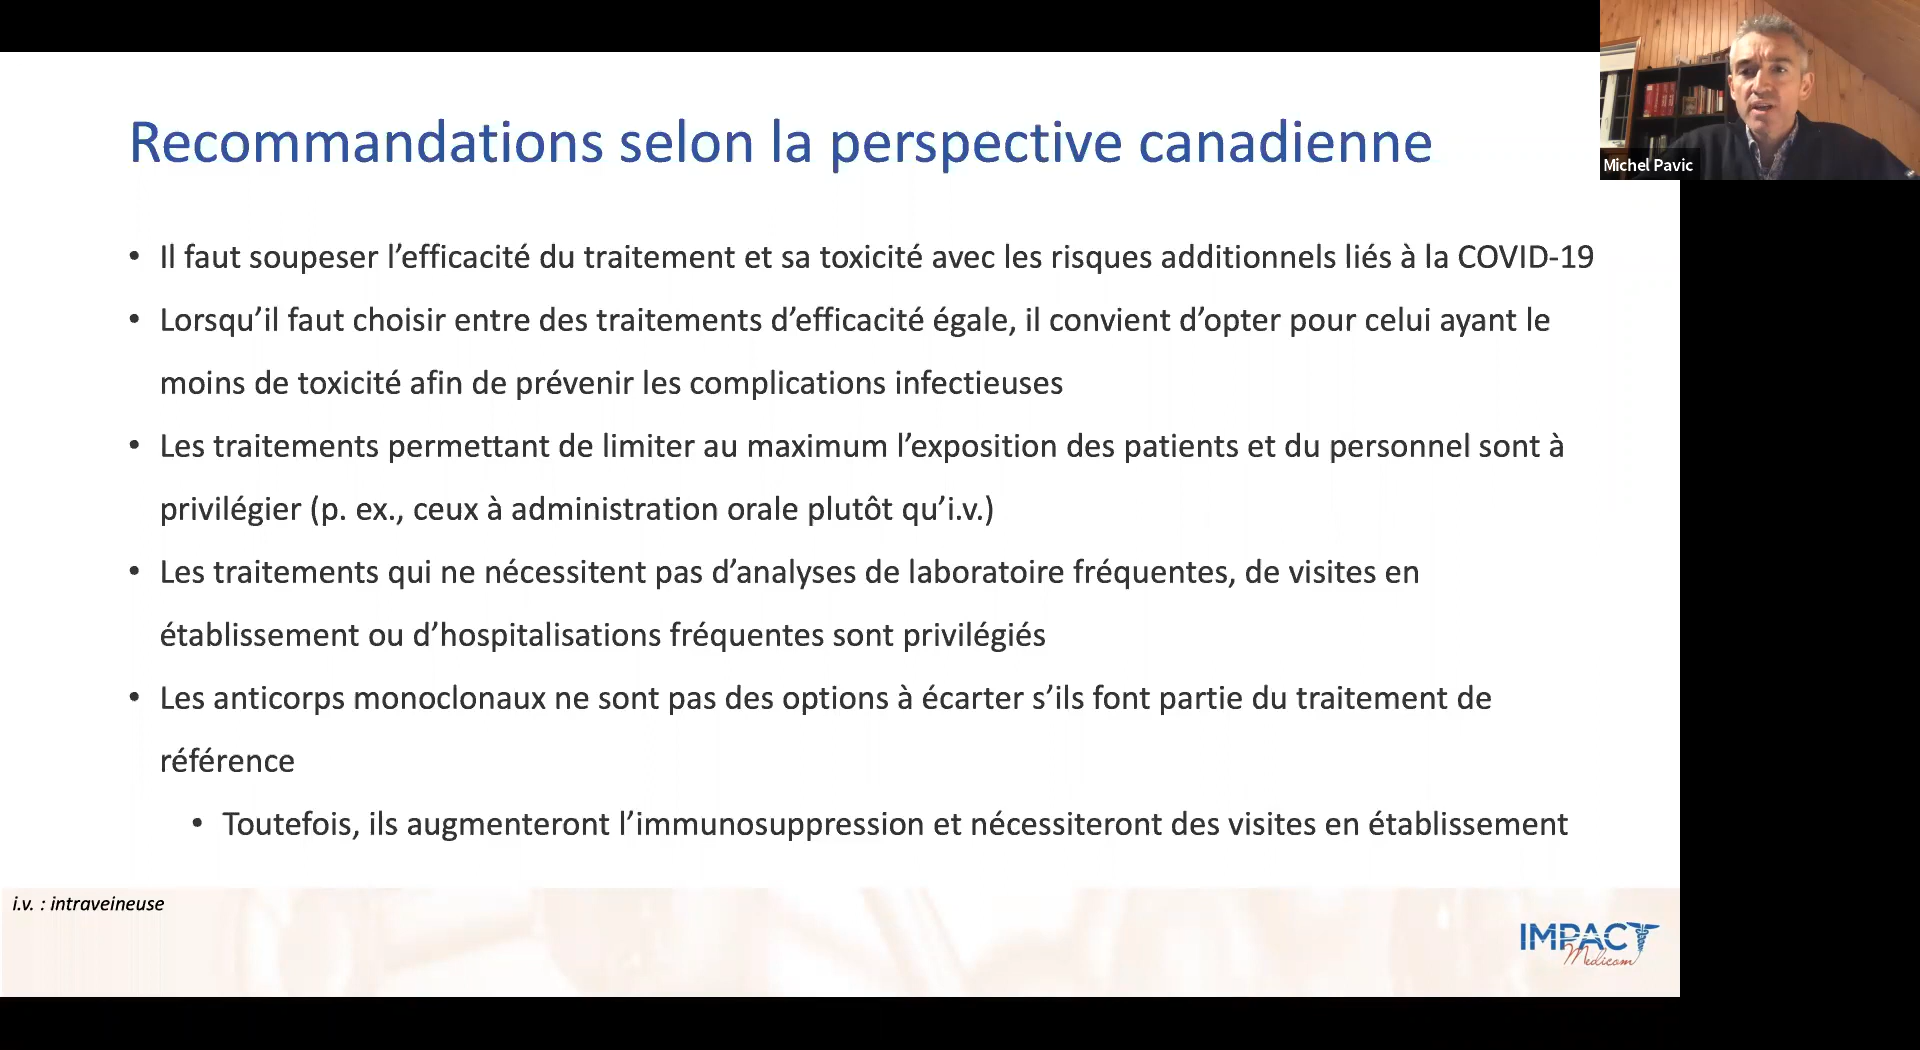 Recommandations selon la perspective canadienne
Michel Pavic
• Il faut soupeser l’efficacité du traitement et sa toxicité avec les risques additionnels liés à la COVID-19
• Lorsqu’il faut choisir entre des traitements d’efficacité égale, il convient d’opter pour celui ayant le
moins de toxicité afin de prévenir les complications infectieuses
• Les traitements permettant de limiter au maximum l’exposition des patients et du personnel sont à
privilégier (p. ex., ceux à administration orale plutôt qu’i.v.)
• Les traitements qui ne nécessitent pas d’analyses de laboratoire fréquentes, de visites en
établissement ou d’hospitalisations fréquentes sont privilégiés
• Les anticorps monoclonaux ne sont pas des options à écarter s’ils font partie du traitement de
référence
• Toutefois, ils augmenteront l’immunosuppression et nécessiteront des visites en établissement
i.v. : intraveineuse
IMPACT
Medicom